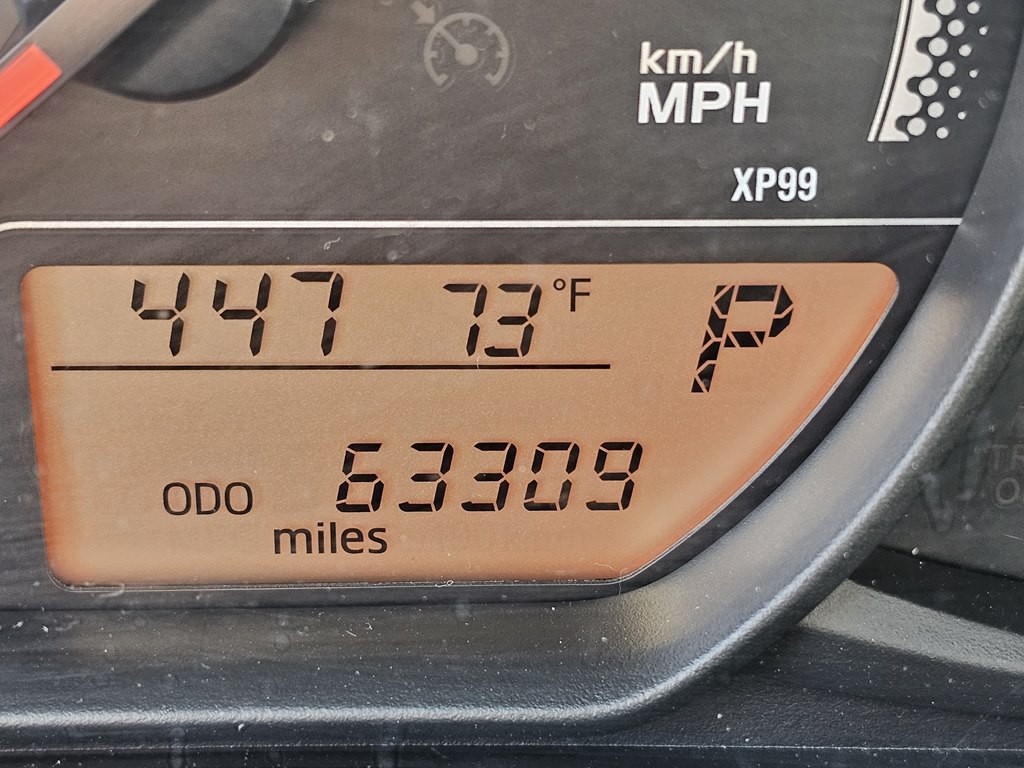 km/h
MPH
XP99
447 73°F P
ODO 63309
miles